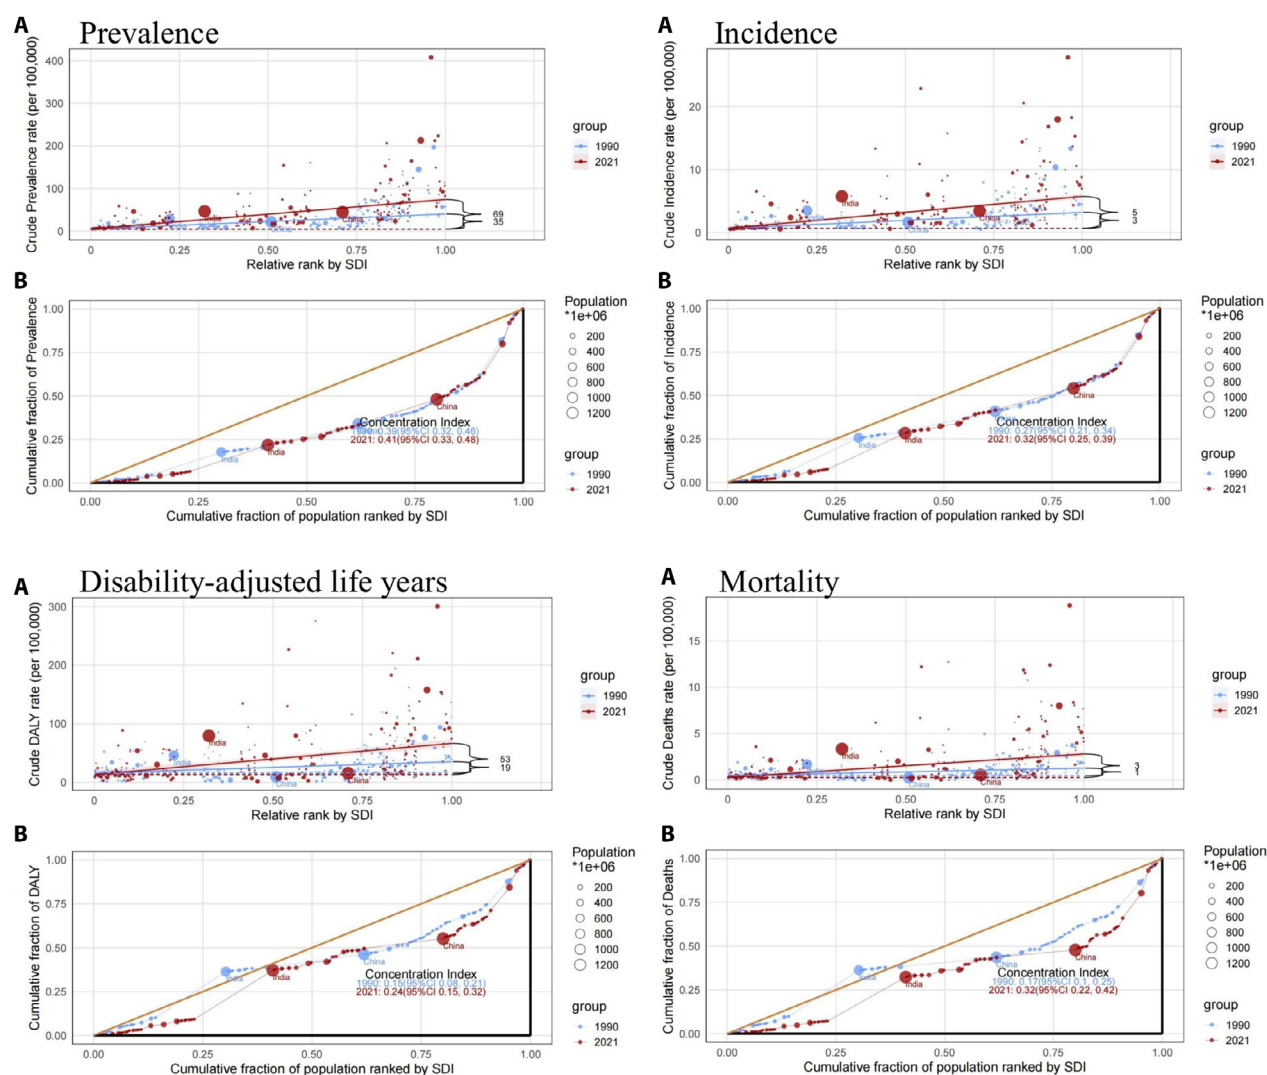 A Prevalence
Crude Prevalence rate (per 100,000)
400
300
200
100
0
India
China
China
69
35
0 0.25 0.50 0.75 1.00
Relative rank by SDI
group
1990
2021
A Incidence
Crude Incidence rate (per 100,000)
20
10
0
India
India
China
China
5
3
0 0.25 0.50 0.75 1.00
Relative rank by SDI
group
1990
2021
B
Cumulative fraction of Prevalence
1.00
0.75
0.50
0.25
0.00
India
India
China
Concentration Index
1990: 0.39(95%CI 0.32, 0.46)
2021: 0.41(95%CI 0.33, 0.48)
0.00 0.25 0.50 0.75 1.00
Cumulative fraction of population ranked by SDI
Population
*1e+06
200
400
600
800
1000
1200
group
1990
2021
B
Cumulative fraction of Incidence
1.00
0.75
0.50
0.25
0.00
India
India
China
Concentration Index
1990: 0.27(95%CI 0.21, 0.34)
2021: 0.32(95%CI 0.25, 0.39)
0.00 0.25 0.50 0.75 1.00
Cumulative fraction of population ranked by SDI
Population
*1e+06
200
400
600
800
1000
1200
group
1990
2021
A Disability-adjusted life years
Crude DALY rate (per 100,000)
300
200
100
0
India
India
China
China
53
19
0 0.25 0.50 0.75 1.00
Relative rank by SDI
group
1990
2021
A Mortality
Crude Deaths rate (per 100,000)
15
10
5
0
India
India
China
China
3
1
0 0.25 0.50 0.75 1.00
Relative rank by SDI
group
1990
2021
B
Cumulative fraction of DALY
1.00
0.75
0.50
0.25
0.00
India
India
China
China
Concentration Index
1990: 0.15(95%CI 0.08, 0.21)
2021: 0.24(95%CI 0.15, 0.32)
0.00 0.25 0.50 0.75 1.00
Cumulative fraction of population ranked by SDI
Population
*1e+06
200
400
600
800
1000
1200
group
1990
2021
B
Cumulative fraction of Deaths
1.00
0.75
0.50
0.25
0.00
India
India
China
China
Concentration Index
1990: 0.17(95%CI 0.1, 0.25)
2021: 0.32(95%CI 0.22, 0.42)
0.00 0.25 0.50 0.75 1.00
Cumulative fraction of population ranked by SDI
Population
*1e+06
200
400
600
800
1000
1200
group
1990
2021